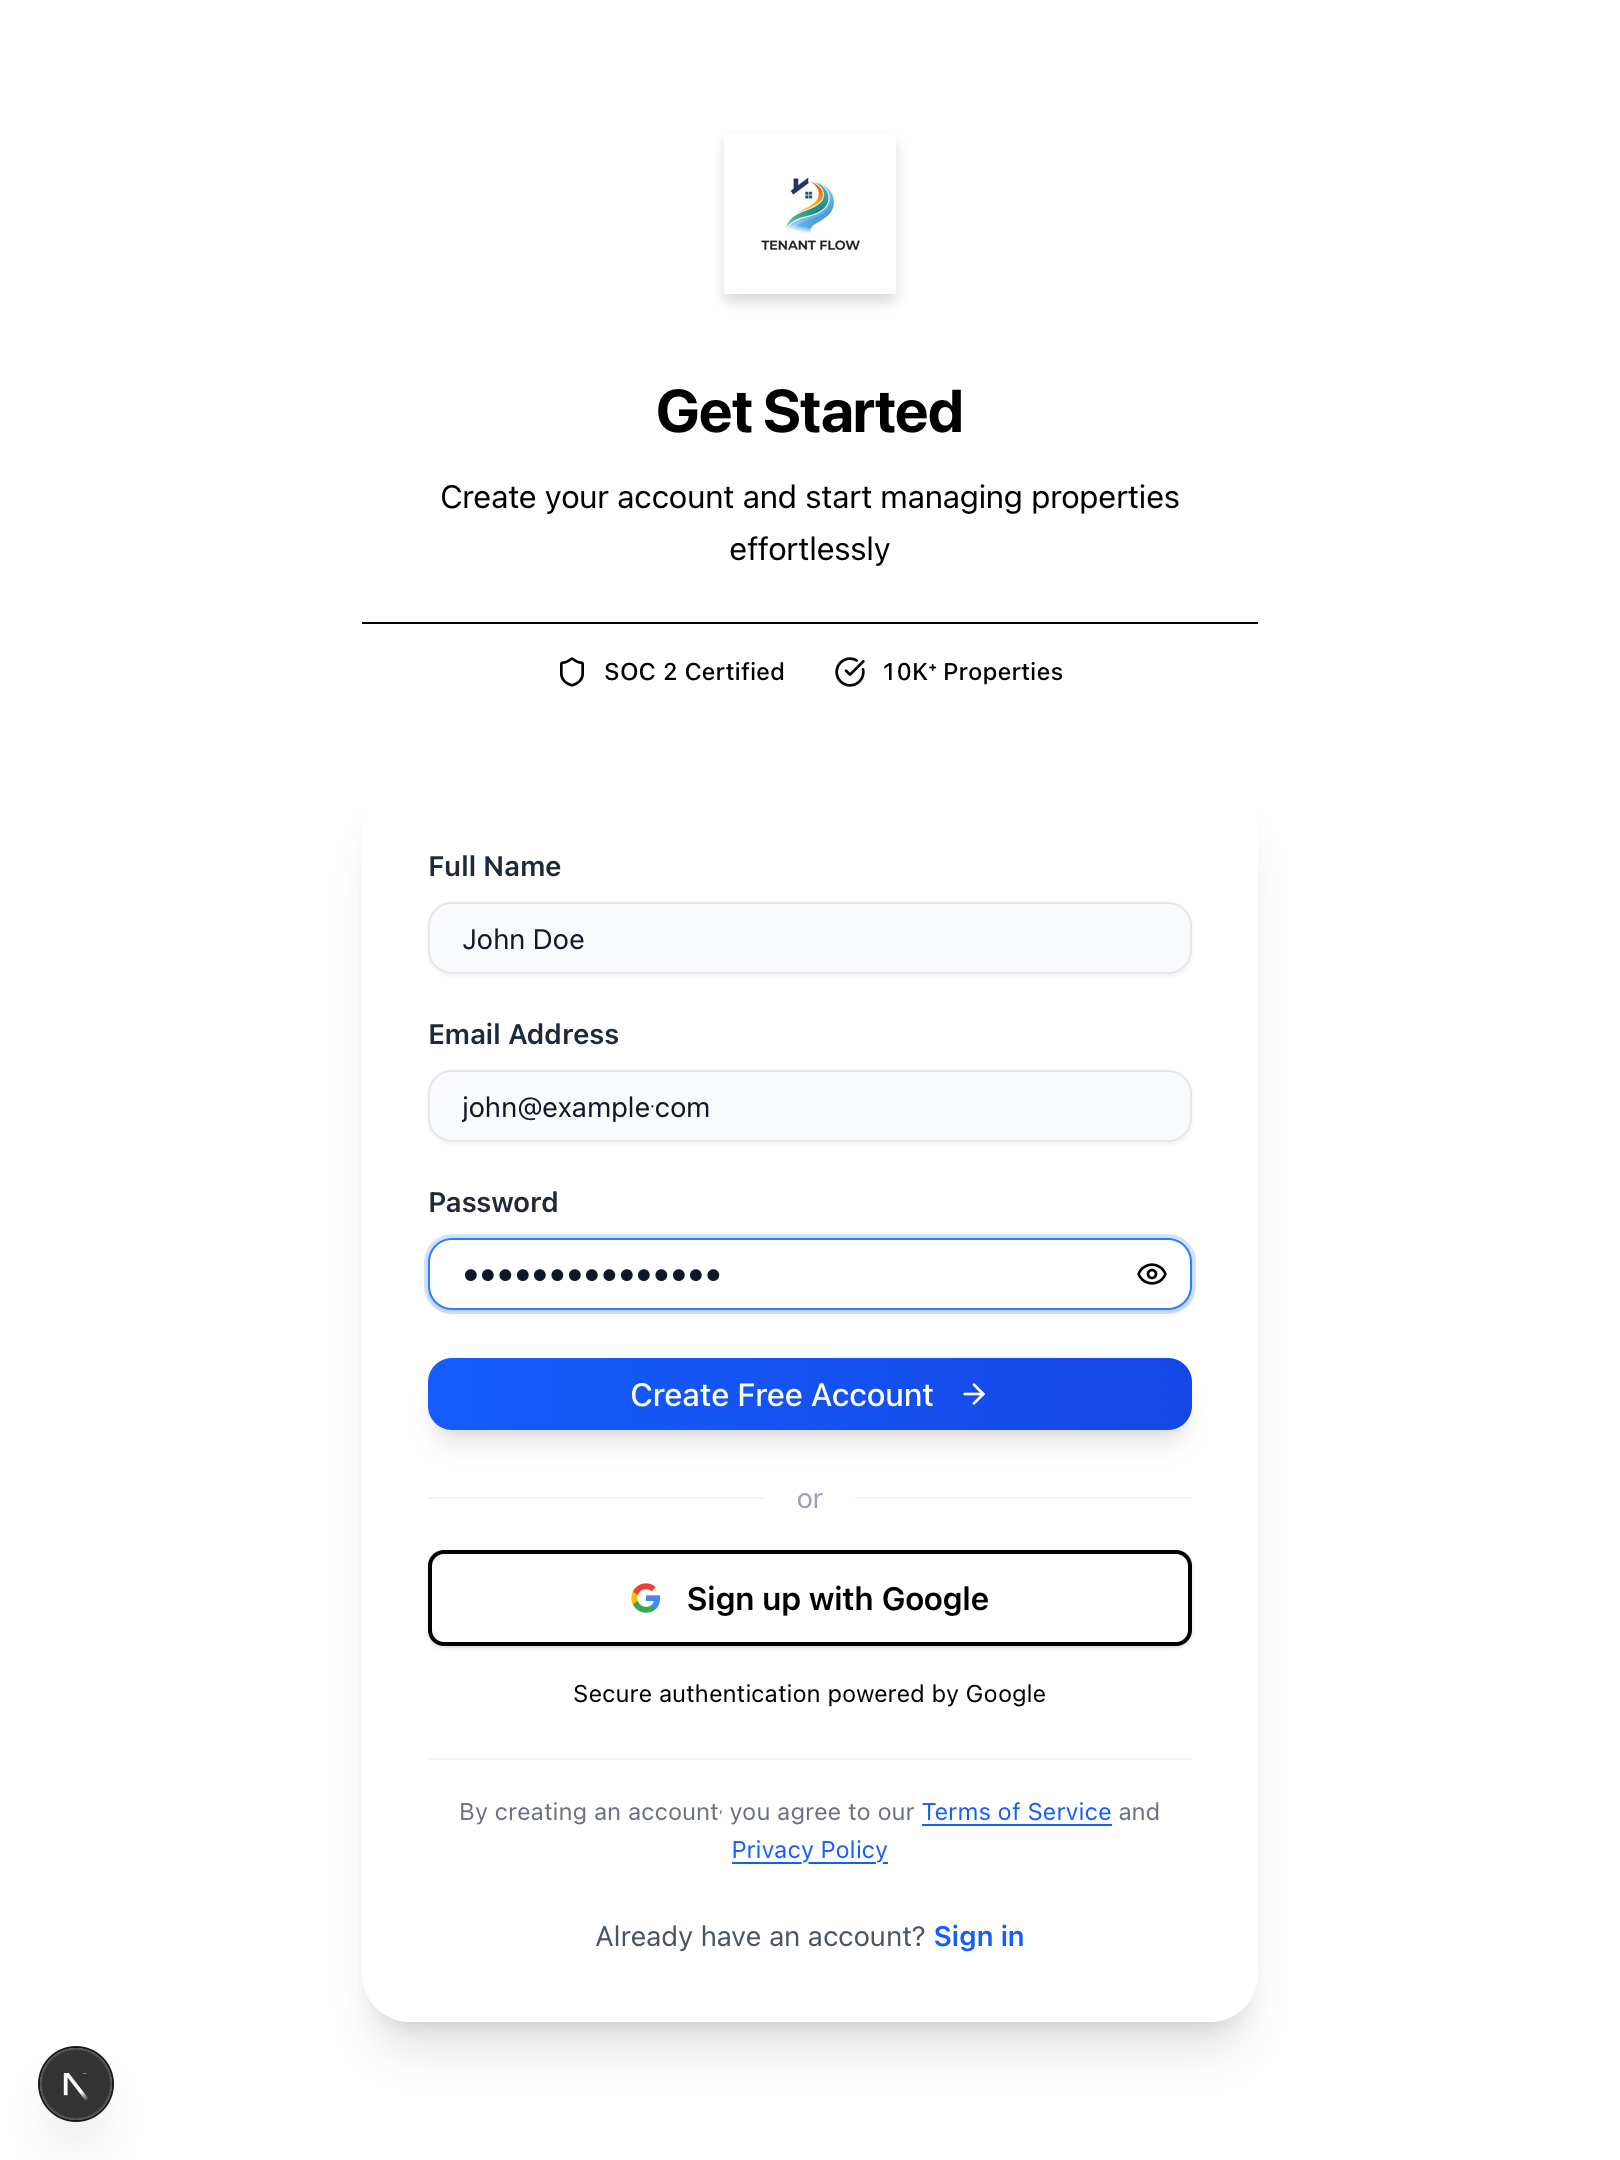 TENANT FLOW
Get Started
Create your account and start managing properties
effortlessly
SOC 2 Certified
10K⁺ Properties
Full Name
John Doe
Email Address
john@example·com
Password
●●●●●●●●●●●●●●●
Create Free Account →
or
Sign up with Google
Secure authentication powered by Google
By creating an account· you agree to our Terms of Service and
Privacy Policy
Already have an account? Sign in
N